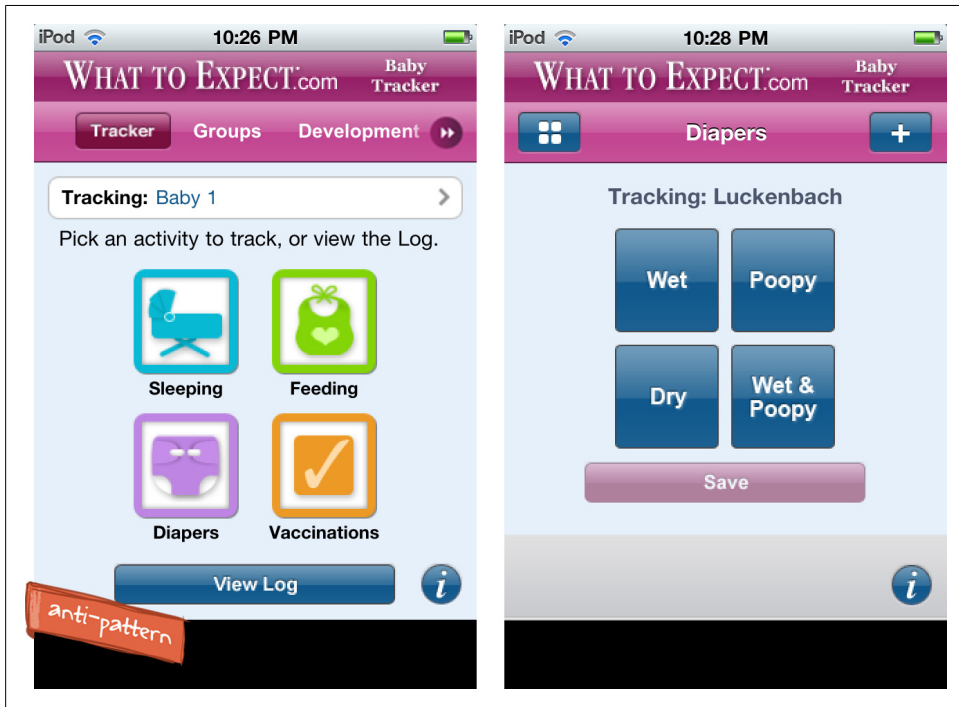 iPod 10:26 PM
WHAT TO EXPECT.com Baby Tracker
Tracker Groups Development
Tracking: Baby 1
Pick an activity to track, or view the Log.
Sleeping Feeding
Diapers Vaccinations
View Log i
anti-pattern
iPod 10:28 PM
WHAT TO EXPECT.com Baby Tracker
Diapers +
Tracking: Luckenbach
Wet Poopy
Dry Wet & Poopy
Save
i